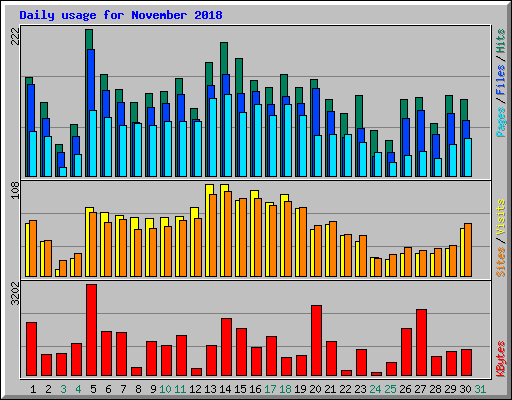 Daily usage for November 2018
222
Pages / Files / Hits
108
Sites / Visits
3202
KBytes
1 2 3 4 5 6 7 8 9 10 11 12 13 14 15 16 17 18 19 20 21 22 23 24 25 26 27 28 29 30 31